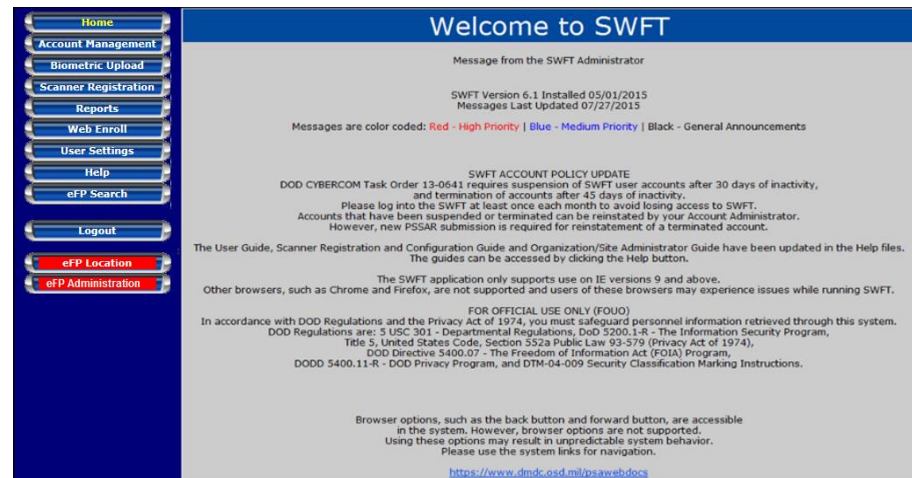 Home
Account Management
Biometric Upload
Scanner Registration
Reports
Web Enroll
User Settings
Help
eFP Search
Logout
eFP Location
eFP Administration
Welcome to SWFT
Message from the SWFT Administrator
SWFT Version 6.1 Installed 05/01/2015
Messages Last Updated 07/27/2015
Messages are color coded: Red - High Priority | Blue - Medium Priority | Black - General Announcements
SWFT ACCOUNT POLICY UPDATE
DOD CYBERCOM Task Order 13-0641 requires suspension of SWFT user accounts after 30 days of inactivity,
and termination of accounts after 45 days of inactivity.
Please log into the SWFT at least once each month to avoid losing access to SWFT.
Accounts that have been suspended or terminated can be reinstated by your Account Administrator.
However, new PSSAR submission is required for reinstatement of a terminated account.
The User Guide, Scanner Registration and Configuration Guide and Organization/Site Administrator Guide have been updated in the Help files.
The guides can be accessed by clicking the Help button.
The SWFT application only supports use on IE versions 9 and above.
Other browsers, such as Chrome and Firefox, are not supported and users of these browsers may experience issues while running SWFT.
FOR OFFICIAL USE ONLY (FOUO)
In accordance with DOD Regulations and the Privacy Act of 1974, you must safeguard personnel information retrieved through this system.
DOD Regulations are: 5 USC 301 - Departmental Regulations, DoD 5200.1-R - The Information Security Program,
Title 5, United States Code, Section 552a Public Law 93-579 (Privacy Act of 1974),
DOD Directive 5400.07 - The Freedom of Information Act (FOIA) Program,
DODD 5400.11-R - DOD Privacy Program, and DTM-04-009 Security Classification Marking Instructions.
Browser options, such as the back button and forward button, are accessible
in the system. However, browser options are not supported.
Using these options may result in unpredictable system behavior.
Please use the system links for navigation.
https://www.dmdc.osd.mil/psawebdocs